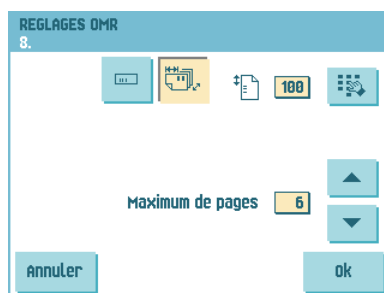 REGLAGES OMR
8.
100
Maximum de pages 6
Annuler
Ok